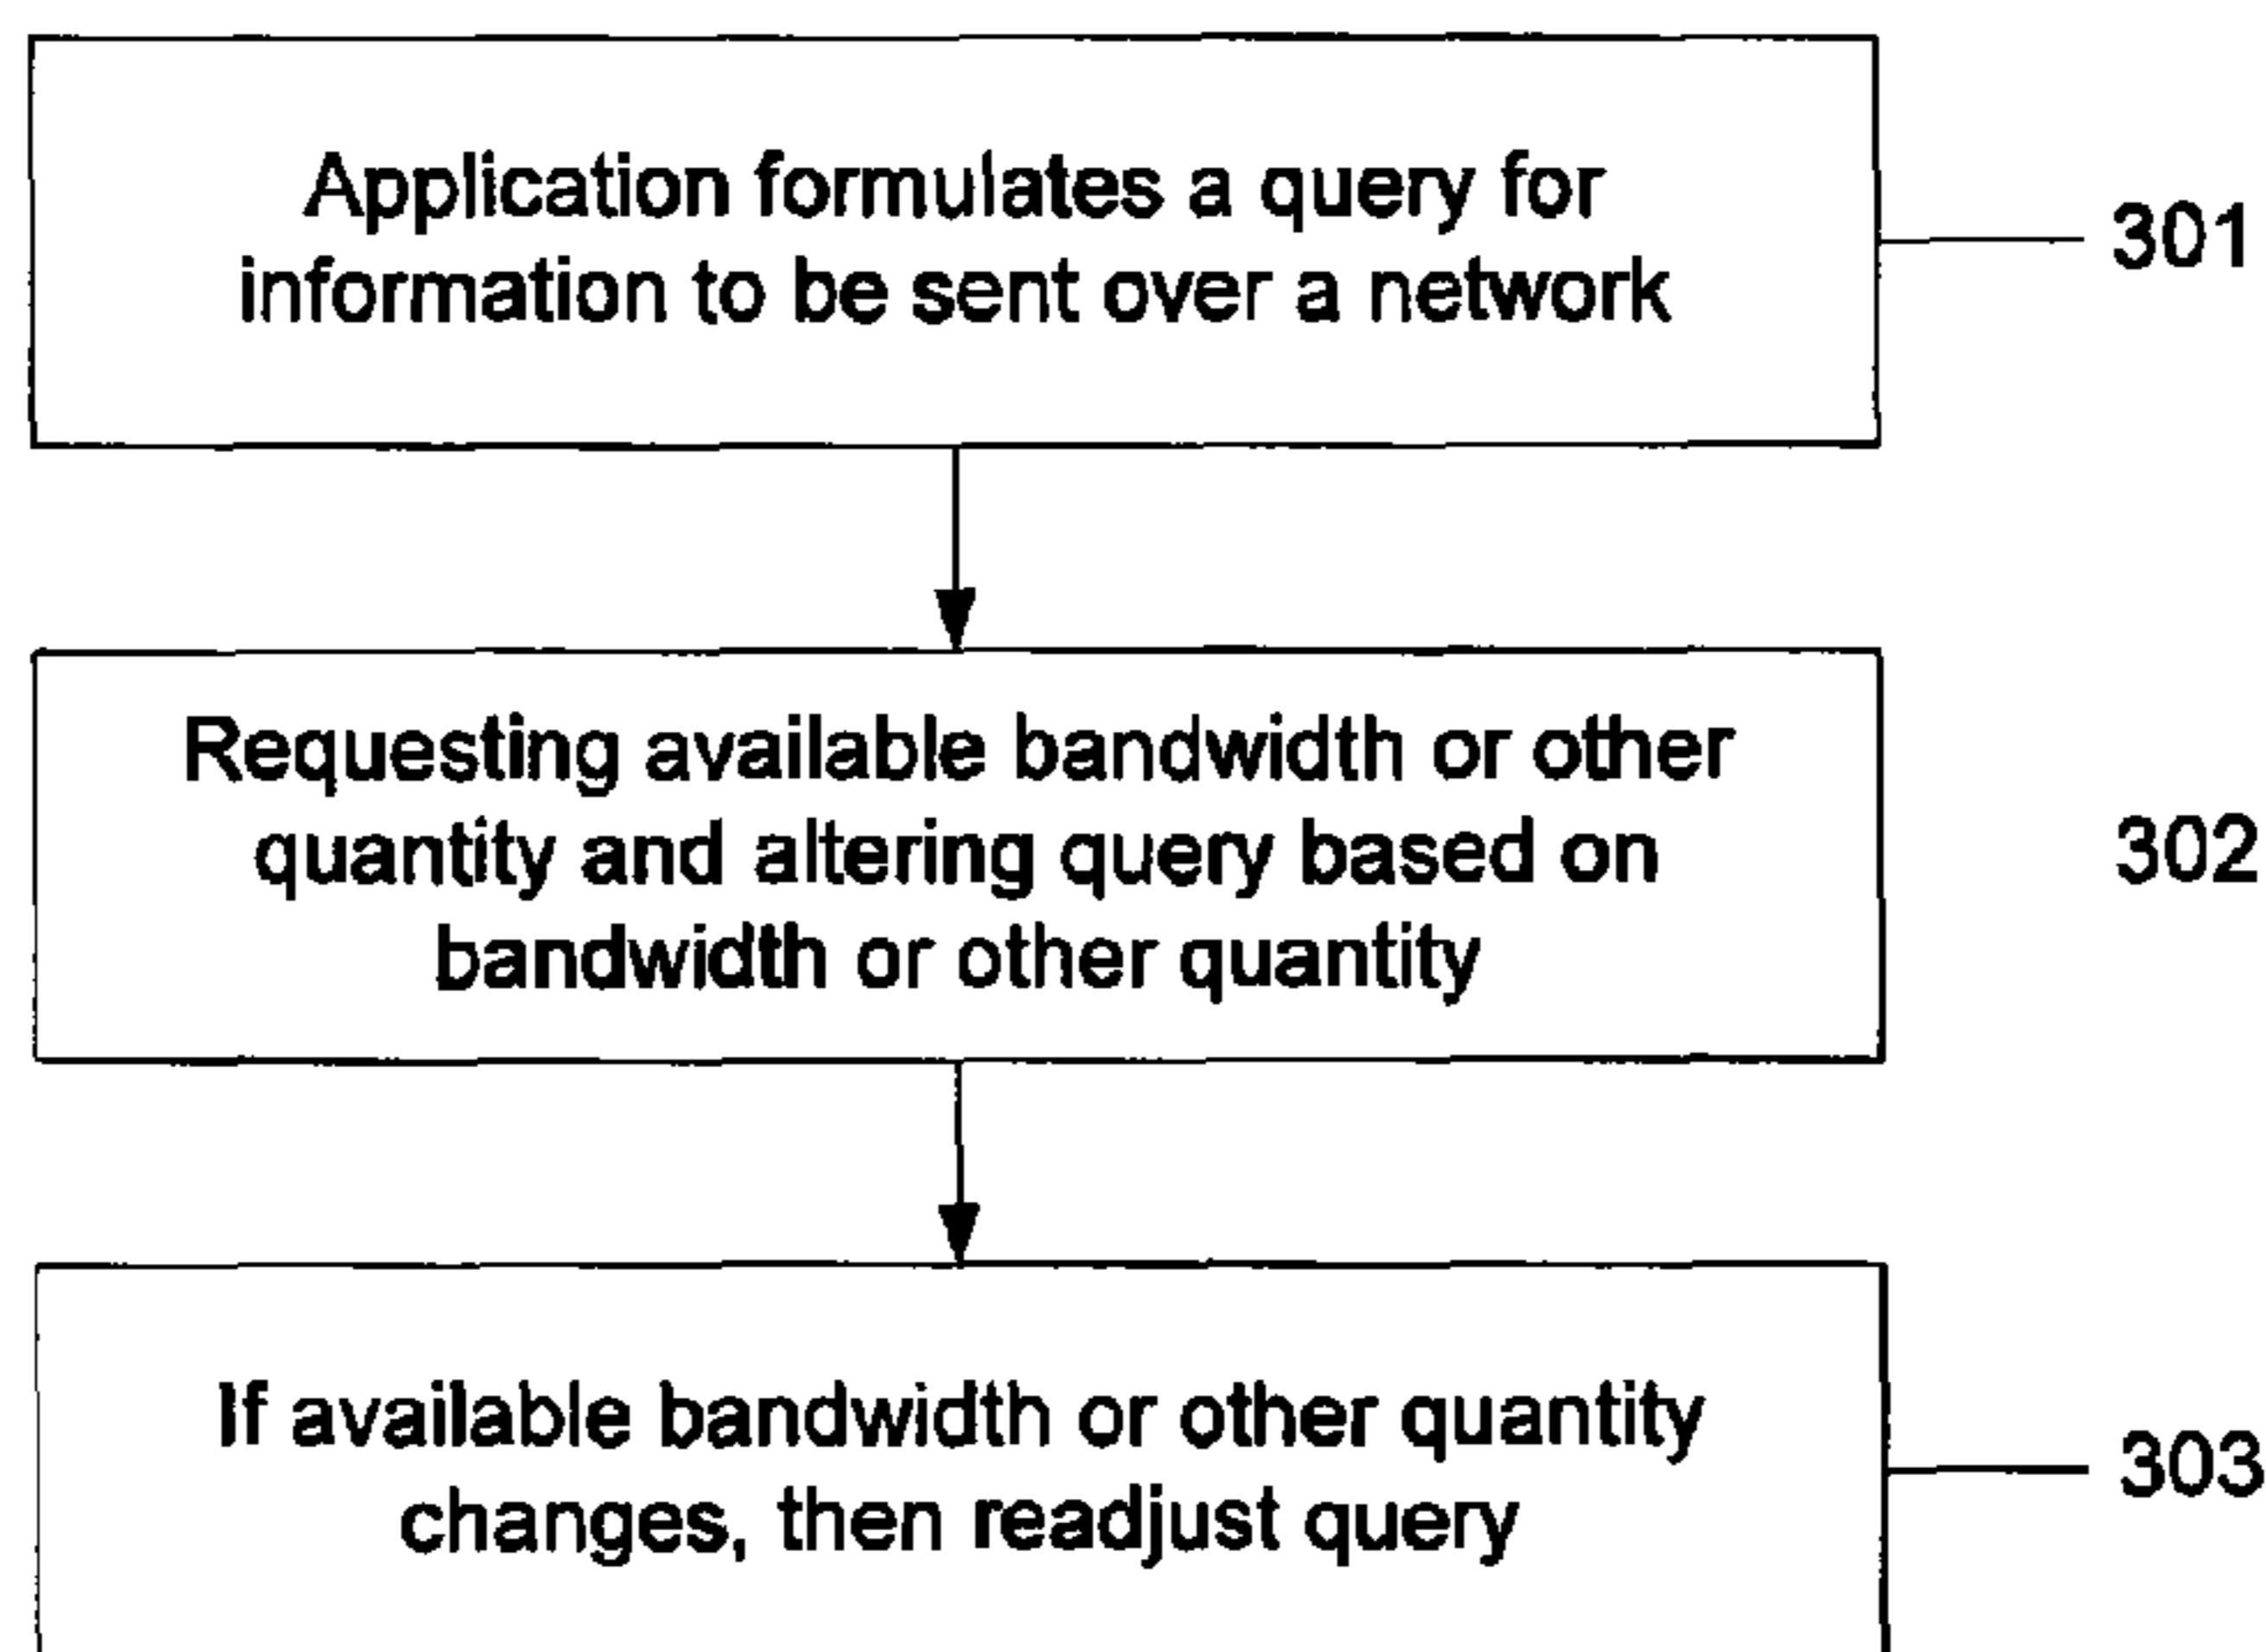 Application formulates a query for
information to be sent over a network
301
Requesting available bandwidth or other
quantity and altering query based on
bandwidth or other quantity
302
If available bandwidth or other quantity
changes, then readjust query
303